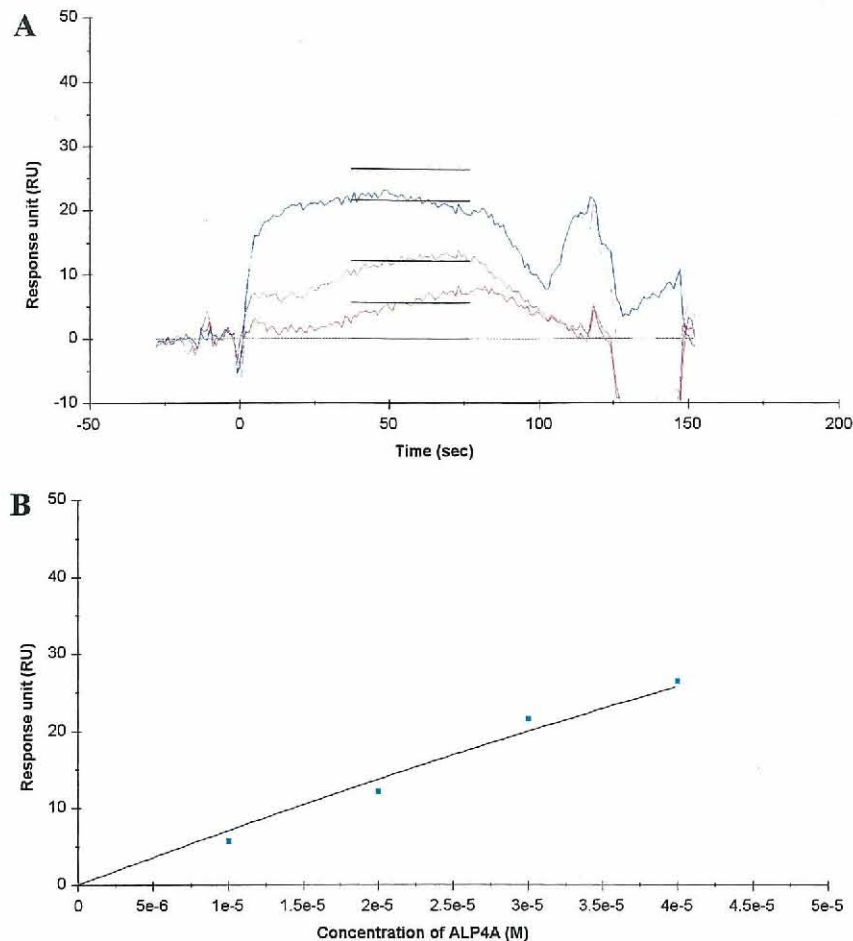 A
50
40
30
20
10
0
-10
Response unit (RU)
-50
0
50
100
150
200
Time (sec)
B
50
40
30
20
10
0
Response unit (RU)
0
5e-6
1e-5
1.5e-5
2e-5
2.5e-5
3e-5
3.5e-5
4e-5
4.5e-5
5e-5
Concentration of ALP4A (M)